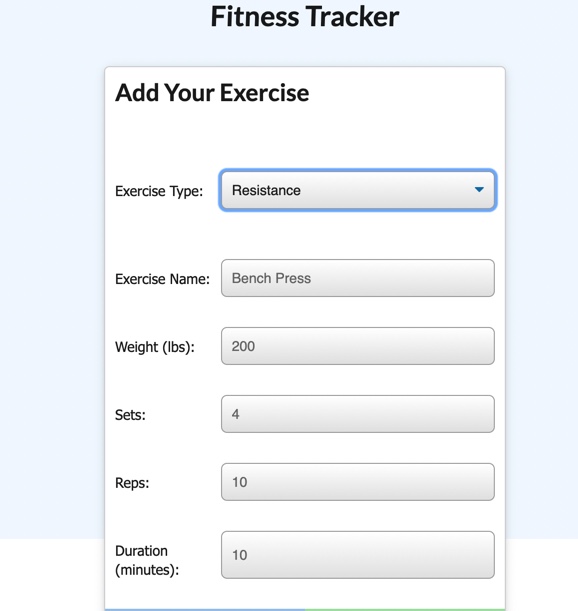 Fitness Tracker
Add Your Exercise
Exercise Type: Resistance
Exercise Name: Bench Press
Weight (lbs): 200
Sets: 4
Reps: 10
Duration
(minutes): 10